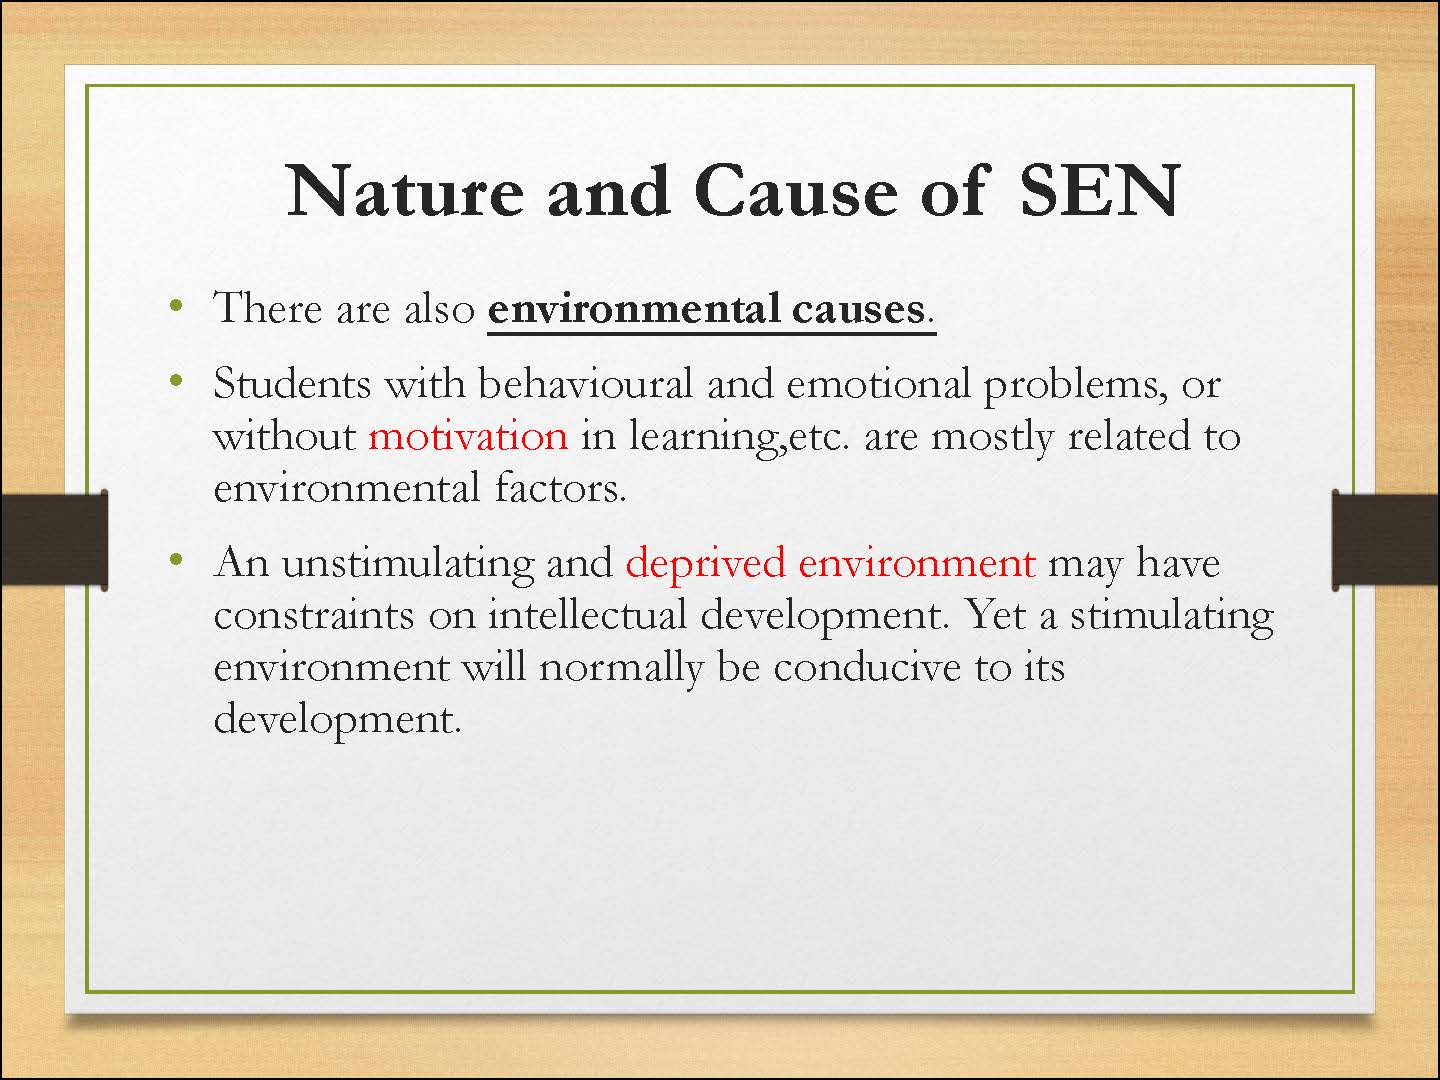 Nature and Cause of SEN
• There are also environmental causes.
• Students with behavioural and emotional problems, or
without motivation in learning,etc. are mostly related to
environmental factors.
• An unstimulating and deprived environment may have
constraints on intellectual development. Yet a stimulating
environment will normally be conducive to its
development.